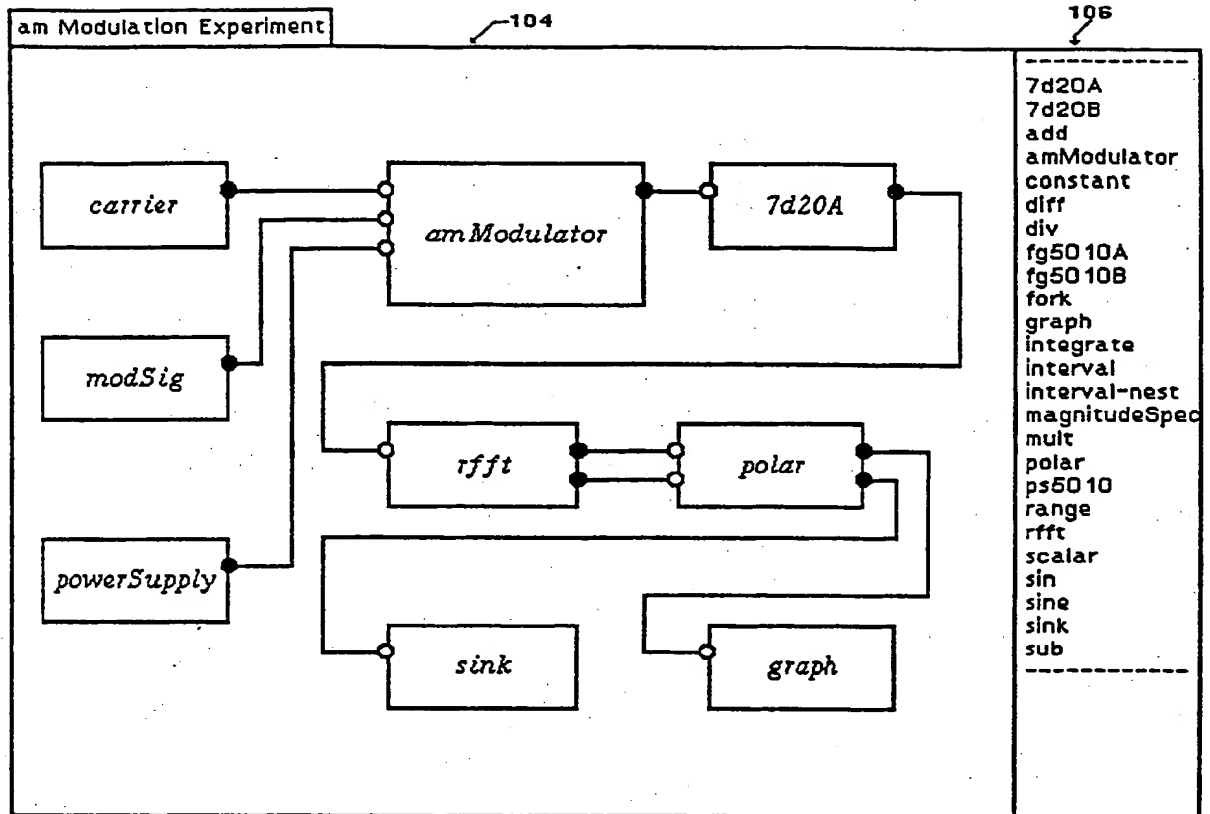 am Modulation Experiment
104
106
carrier
amModulator
7d20A
modSig
rfft
polar
powerSupply
sink
graph
7d20A
7d20B
add
amModulator
constant
diff
div
fg5010A
fg5010B
fork
graph
integrate
interval
interval-nest
magnitudeSpec
mult
polar
ps5010
range
rfft
scalar
sin
sine
sink
sub